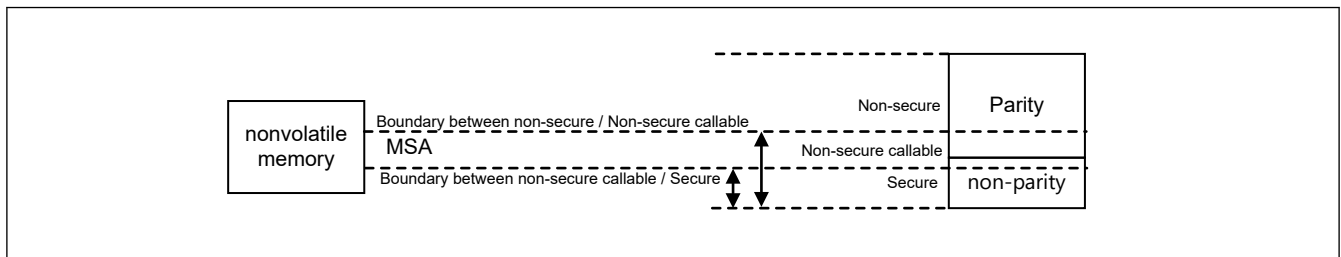 nonvolatile
memory
Boundary between non-secure / Non-secure callable
MSA
Boundary between non-secure callable / Secure
Non-secure
Non-secure callable
Secure
Parity
non-parity